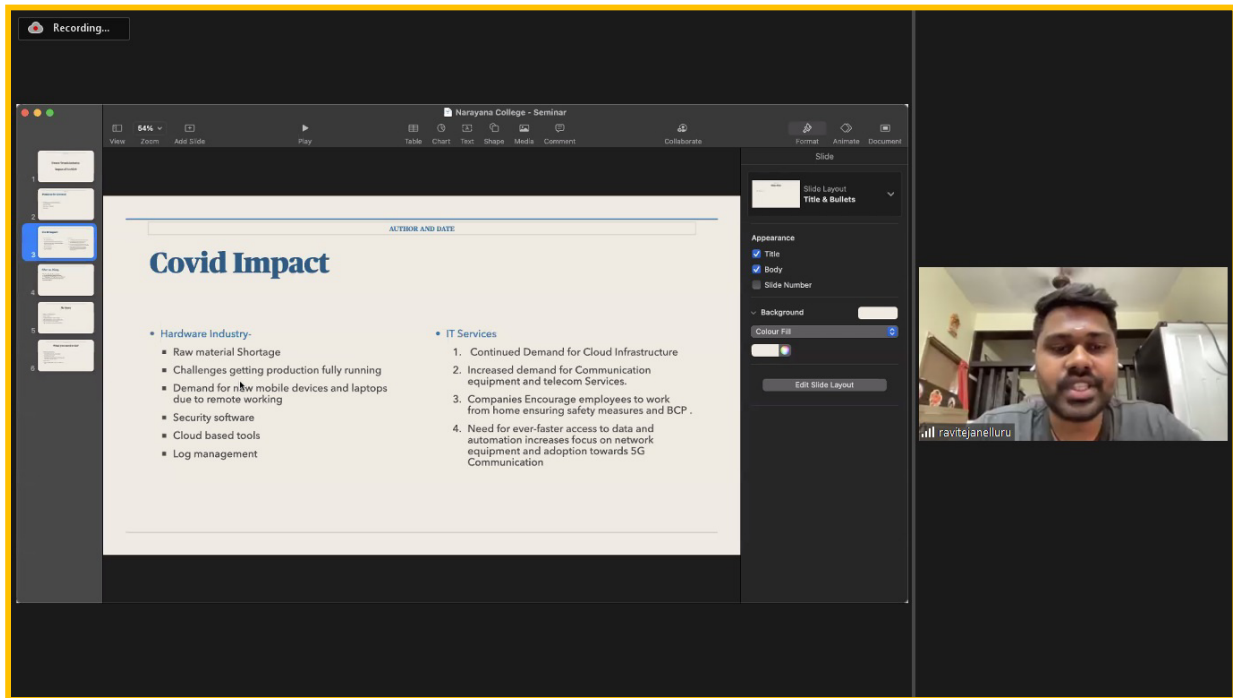 Recording...
Narayana College - Seminar
54%
View Zoom Add Slide Play Table Chart Text Shape Media Comment Collaborate Format Animate Document
Slide
1
2
3
4
5
6
Slide Layout
Title & Bullets
Appearance
Title
Body
Slide Number
Background
Colour Fill
Edit Slide Layout
AUTHOR AND DATE
Covid Impact
Hardware Industry-
Raw material Shortage
Challenges getting production fully running
Demand for new mobile devices and laptops
due to remote working
Security software
Cloud based tools
Log management
IT Services
1. Continued Demand for Cloud Infrastructure
2. Increased demand for Communication
equipment and telecom Services.
3. Companies Encourage employees to work
from home ensuring safety measures and BCP .
4. Need for ever-faster access to data and
automation increases focus on network
equipment and adoption towards 5G
Communication
ravitejanelluru